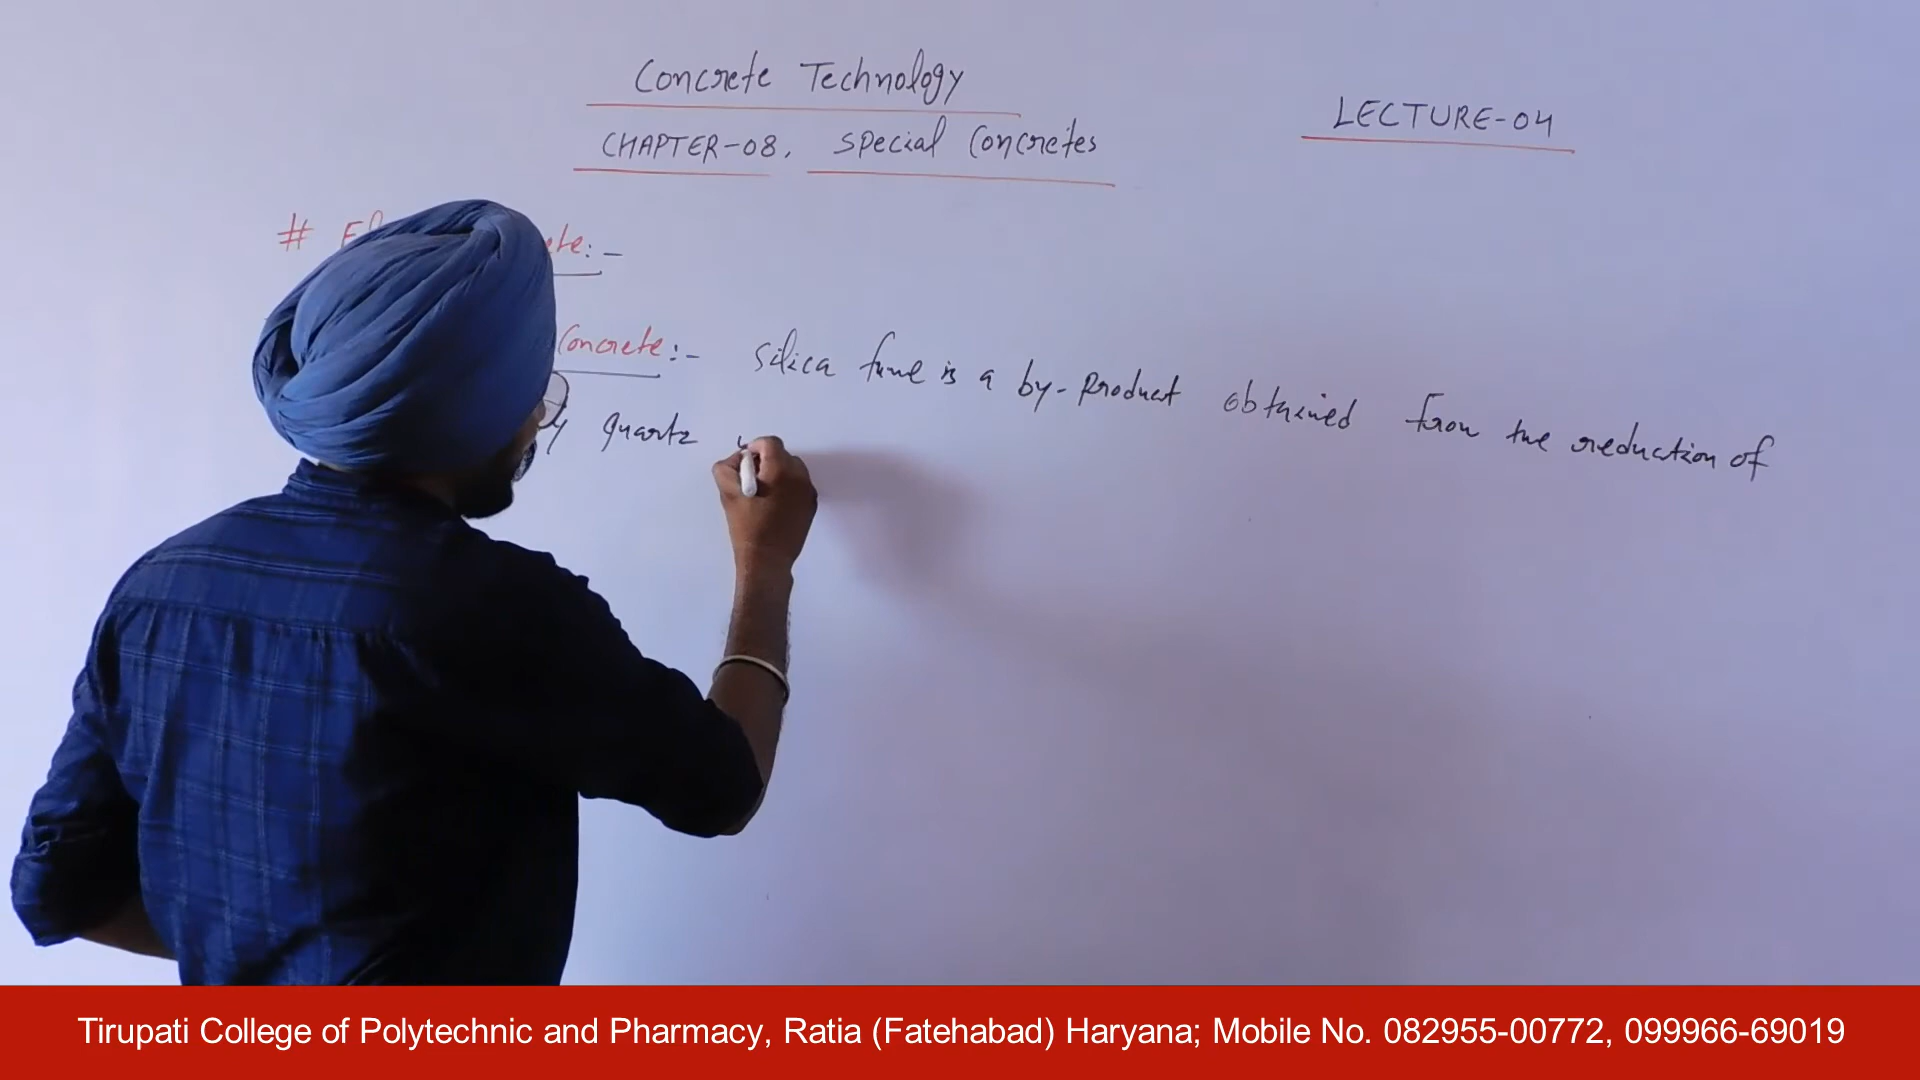 Concrete Technology
LECTURE-04
CHAPTER-08. Special Concretes
#
Concrete:- Silica fume is a by-product obtained from the reduction of
quartz
Tirupati College of Polytechnic and Pharmacy, Ratia (Fatehabad) Haryana; Mobile No. 082955-00772, 099966-69019